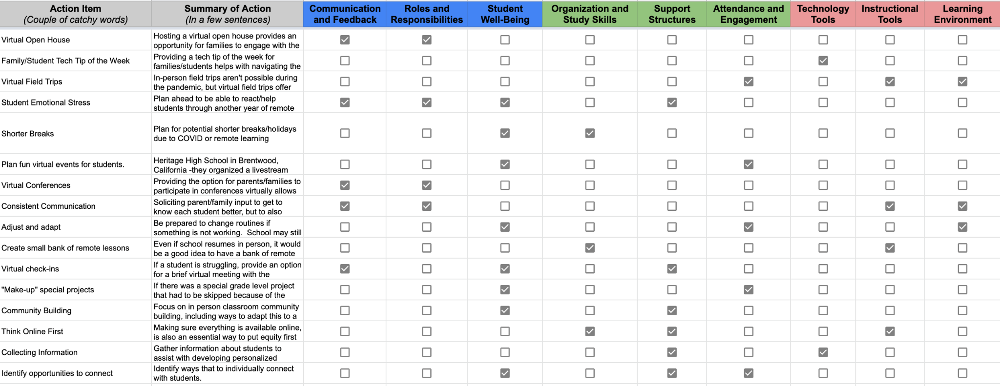 Action Item
(Couple of catchy words)
Summary of Action
(In a few sentences)
Communication
and Feedback
Roles and
Responsibilities
Student
Well-Being
Organization and
Study Skills
Support
Structures
Attendance and
Engagement
Technology
Tools
Instructional
Tools
Learning
Environment
Virtual Open House
Hosting a virtual open house provides an
opportunity for families to engage with the
Family/Student Tech Tip of the Week
Providing a tech tip of the week for
families/students helps with navigating the
Virtual Field Trips
In-person field trips aren't possible during
the pandemic, but virtual field trips offer
Student Emotional Stress
Plan ahead to be able to react/help
students through another year of remote
Shorter Breaks
Plan for potential shorter breaks/holidays
due to COVID or remote learning
Plan fun virtual events for students.
Heritage High School in Brentwood,
California -they organized a livestream
Virtual Conferences
Providing the option for parents/families to
participate in conferences virtually allows
Consistent Communication
Soliciting parent/family input to get to
know each student better, but to also
Adjust and adapt
Be prepared to change routines if
something is not working.  School may still
Create small bank of remote lessons
Even if school resumes in person, it would
be a good idea to have a bank of remote
Virtual check-ins
If a student is struggling, provide an option
for a brief virtual meeting with the
"Make-up" special projects
If there was a special grade level project
that had to be skipped because of the
Community Building
Focus on in person classroom community
building, including ways to adapt this to a
Think Online First
Making sure everything is available online,
is also an essential way to put equity first
Collecting Information
Gather information about students to
assist with developing personalized
Identify opportunities to connect
Identify ways that to individually connect
with students.